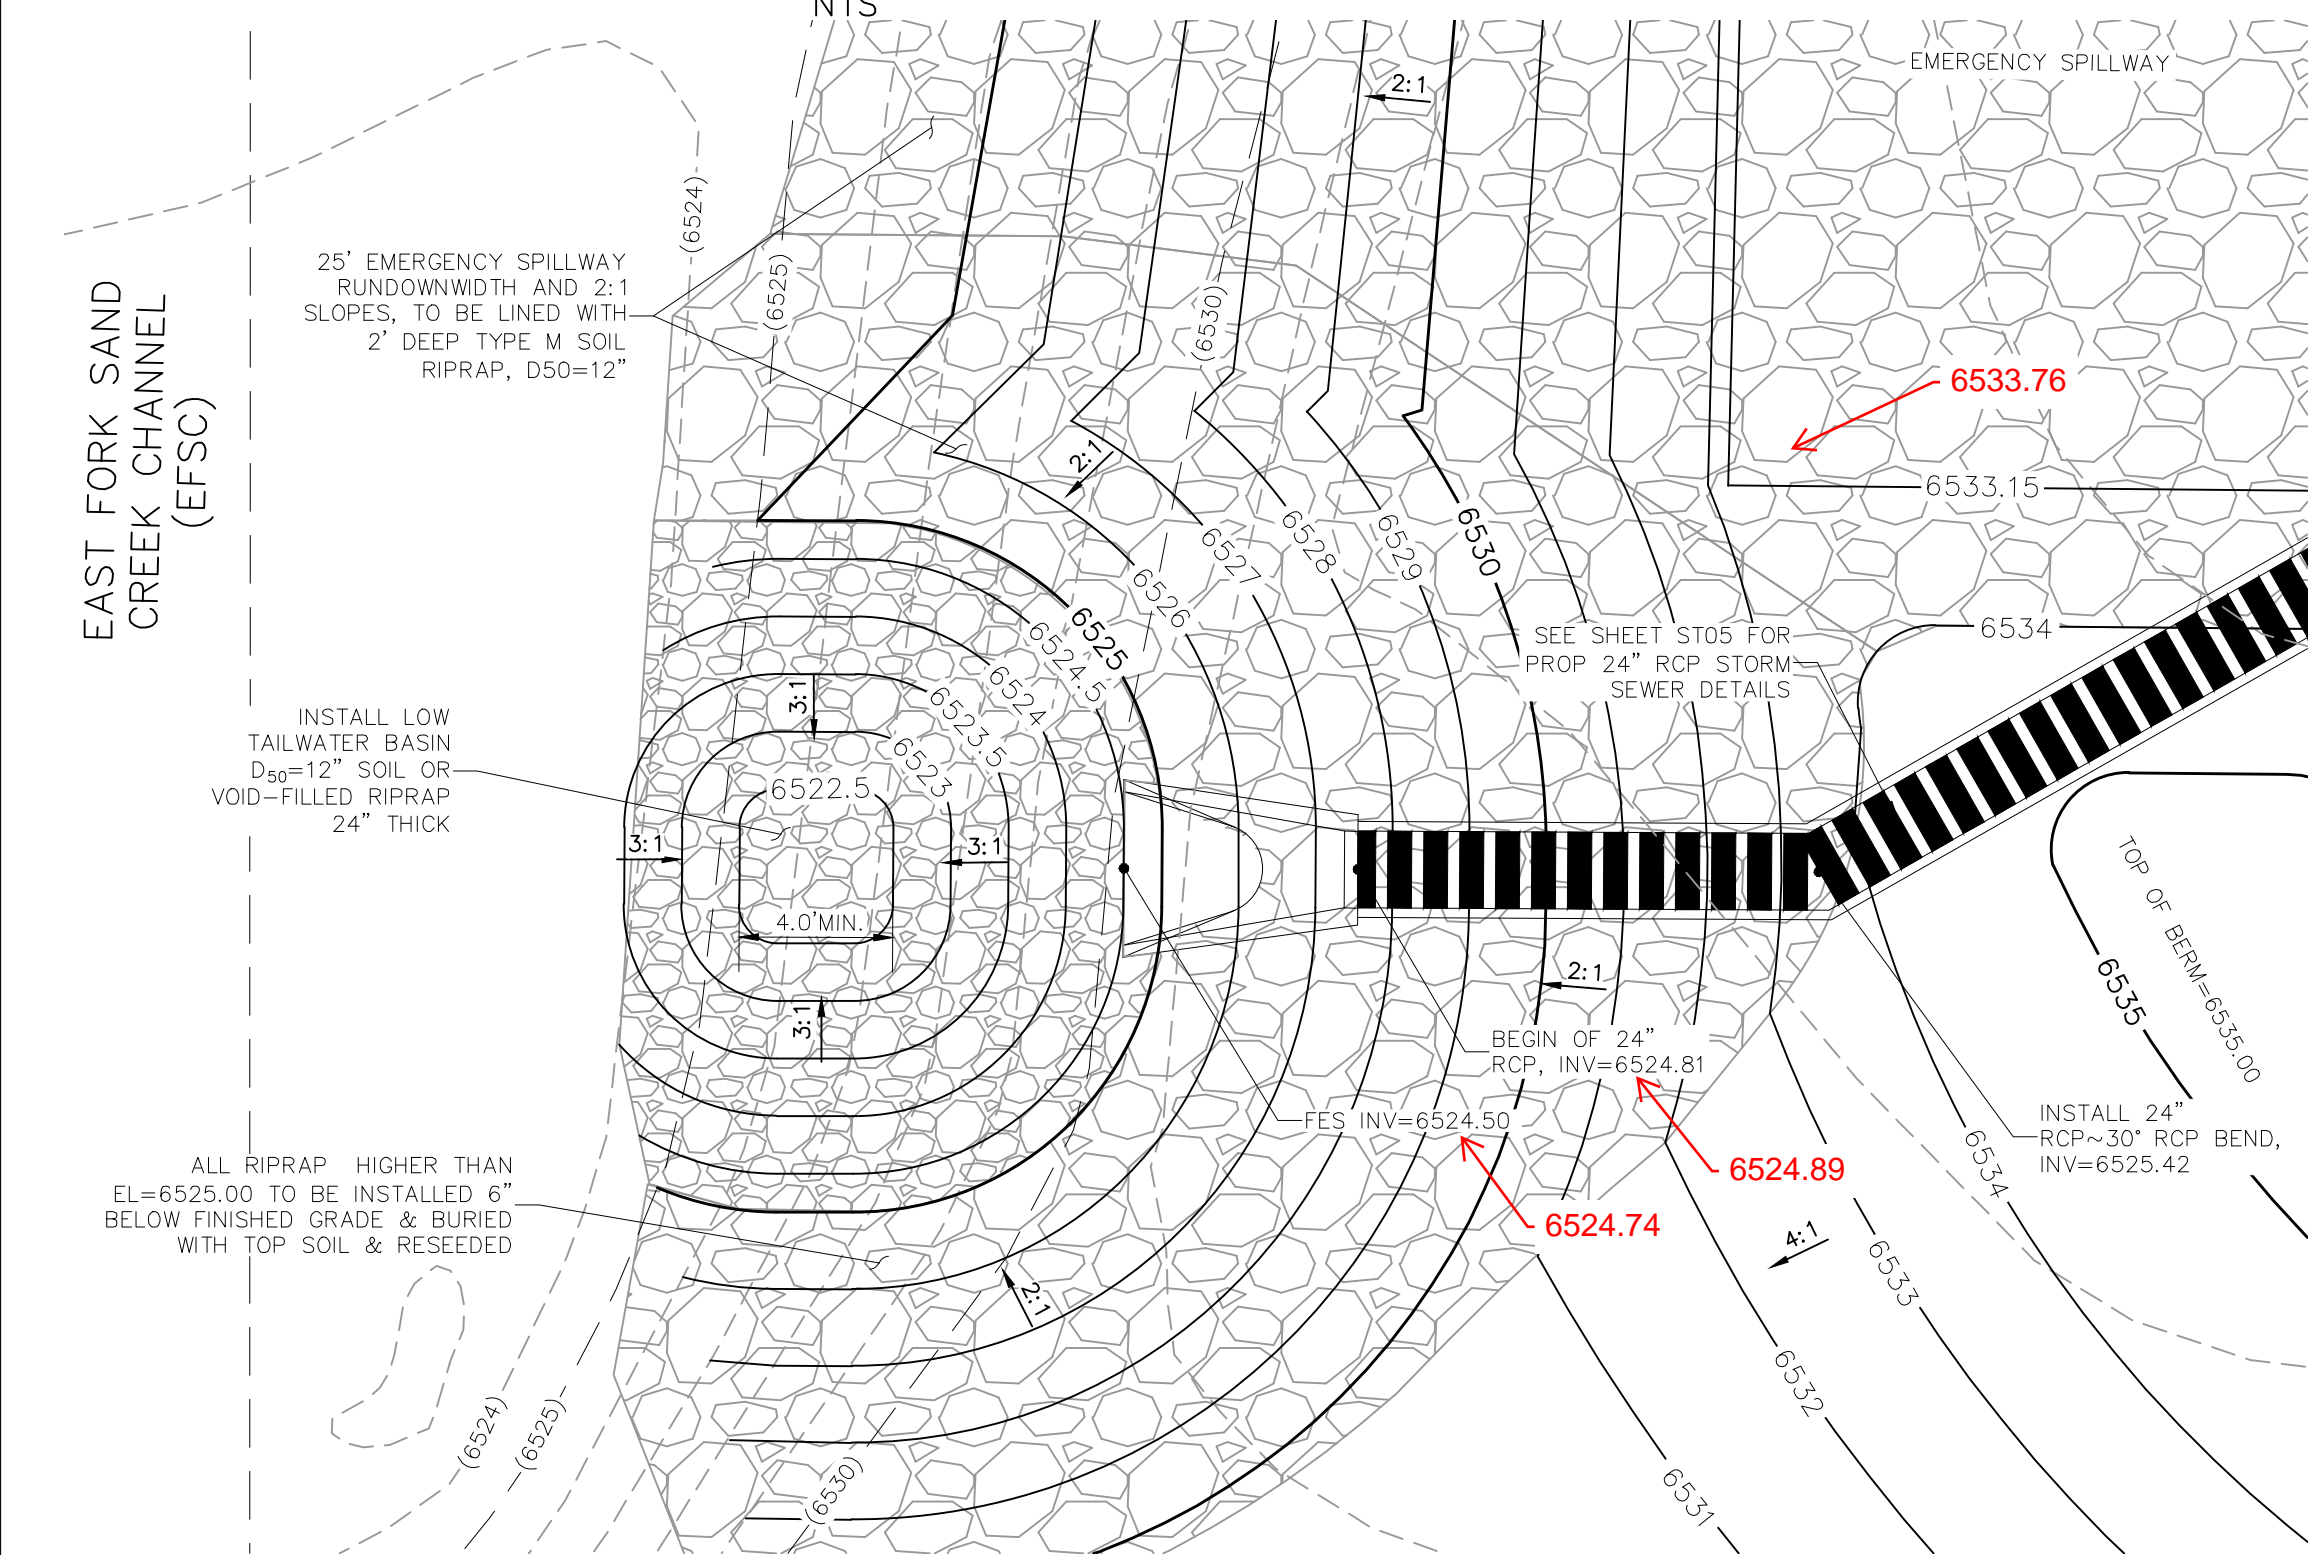 NTS
EMERGENCY SPILLWAY
2:1
(6524)
(6525)
(6530)
25' EMERGENCY SPILLWAY
RUNDOWNWIDTH AND 2:1
SLOPES, TO BE LINED WITH
2' DEEP TYPE M SOIL
RIPRAP, D50=12"
EAST FORK SAND
CREEK CHANNEL
(EFSC)
6533.76
2:1
6533.15
6534
6530
6529
6528
6527
6526
6525
6524.5
6524
6523.5
6523
6522.5
SEE SHEET ST05 FOR
PROP 24" RCP STORM
SEWER DETAILS
3:1
3:1
3:1
3:1
4.0'MIN.
INSTALL LOW
TAILWATER BASIN
D₅₀=12" SOIL OR
VOID-FILLED RIPRAP
24" THICK
TOP OF BERM=6535.00
6535
2:1
BEGIN OF 24"
RCP, INV=6524.81
FES INV=6524.50
6524.89
6524.74
INSTALL 24"
RCP~30° RCP BEND,
INV=6525.42
ALL RIPRAP HIGHER THAN
EL=6525.00 TO BE INSTALLED 6"
BELOW FINISHED GRADE & BURIED
WITH TOP SOIL & RESEEDED
2:1
4:1
6534
6533
6532
6531
(6524)
(6525)
(6530)